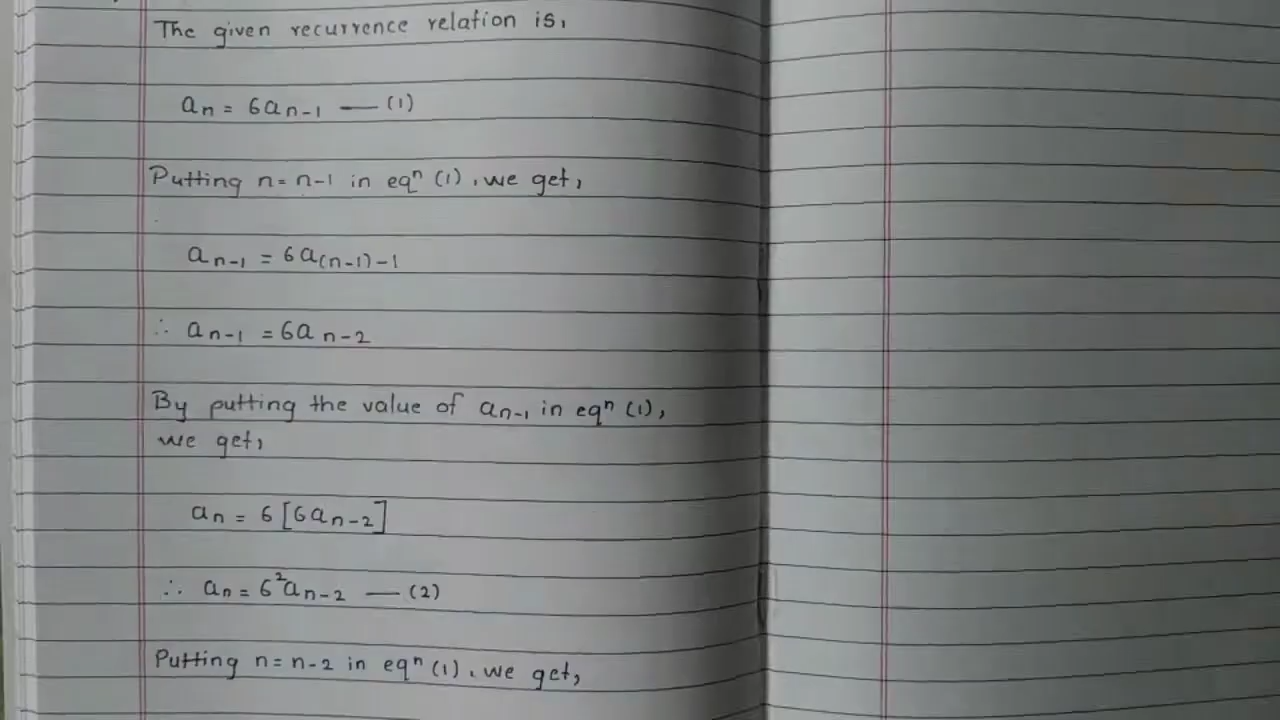 The given recurrence relation is,
aₙ = 6aₙ₋₁ — (1)
Putting n = n-1 in eqⁿ (1), we get,
aₙ₋₁ = 6a₍ₙ₋₁₎₋₁
∴ aₙ₋₁ = 6aₙ₋₂
By putting the value of aₙ₋₁ in eqⁿ (1),
we get,
aₙ = 6[6aₙ₋₂]
∴ aₙ = 6²aₙ₋₂ — (2)
Putting n = n-2 in eqⁿ (1), we get,